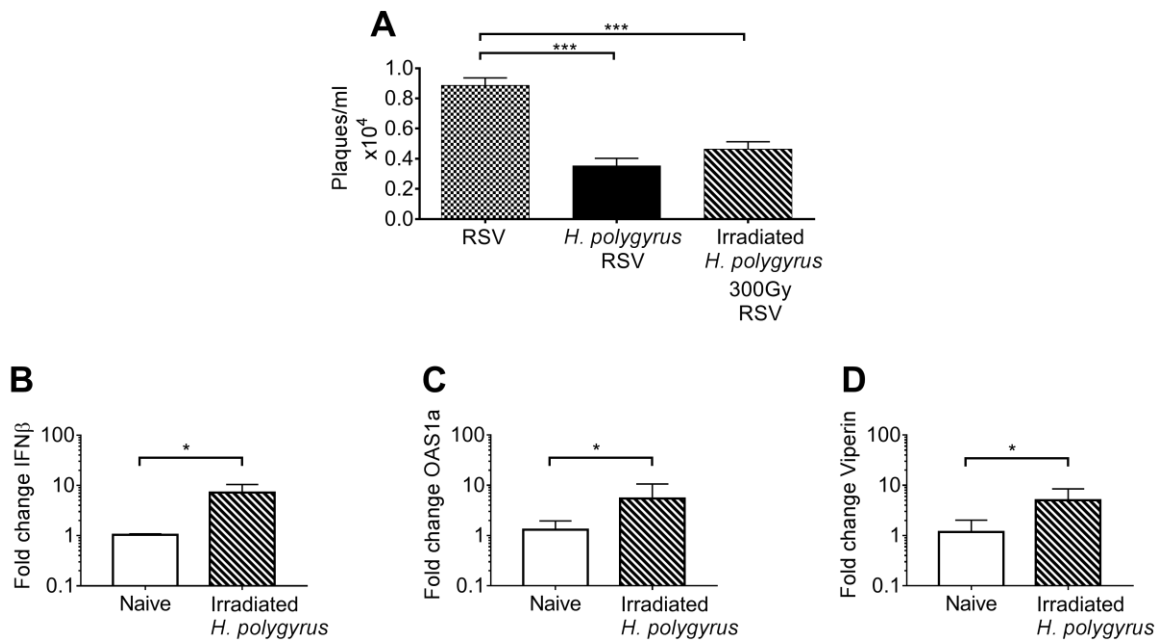 A
***
***
Plaques/ml
x10⁴
1.0
0.8
0.6
0.4
0.2
0.0
RSV
H. polygyrus
RSV
Irradiated
H. polygyrus
300Gy
RSV
B
Fold change IFNβ
100
10
1
0.1
*
Naive
Irradiated
H. polygyrus
C
Fold change OAS1a
100
10
1
0.1
*
Naive
Irradiated
H. polygyrus
D
Fold change Viperin
100
10
1
0.1
*
Naive
Irradiated
H. polygyrus